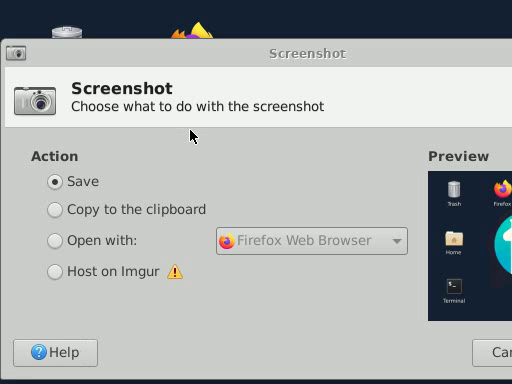 Screenshot
Screenshot
Choose what to do with the screenshot
Action
Preview
Save
Copy to the clipboard
Open with:
Firefox Web Browser
Host on Imgur
Trash
Firefox
Home
Terminal
Help